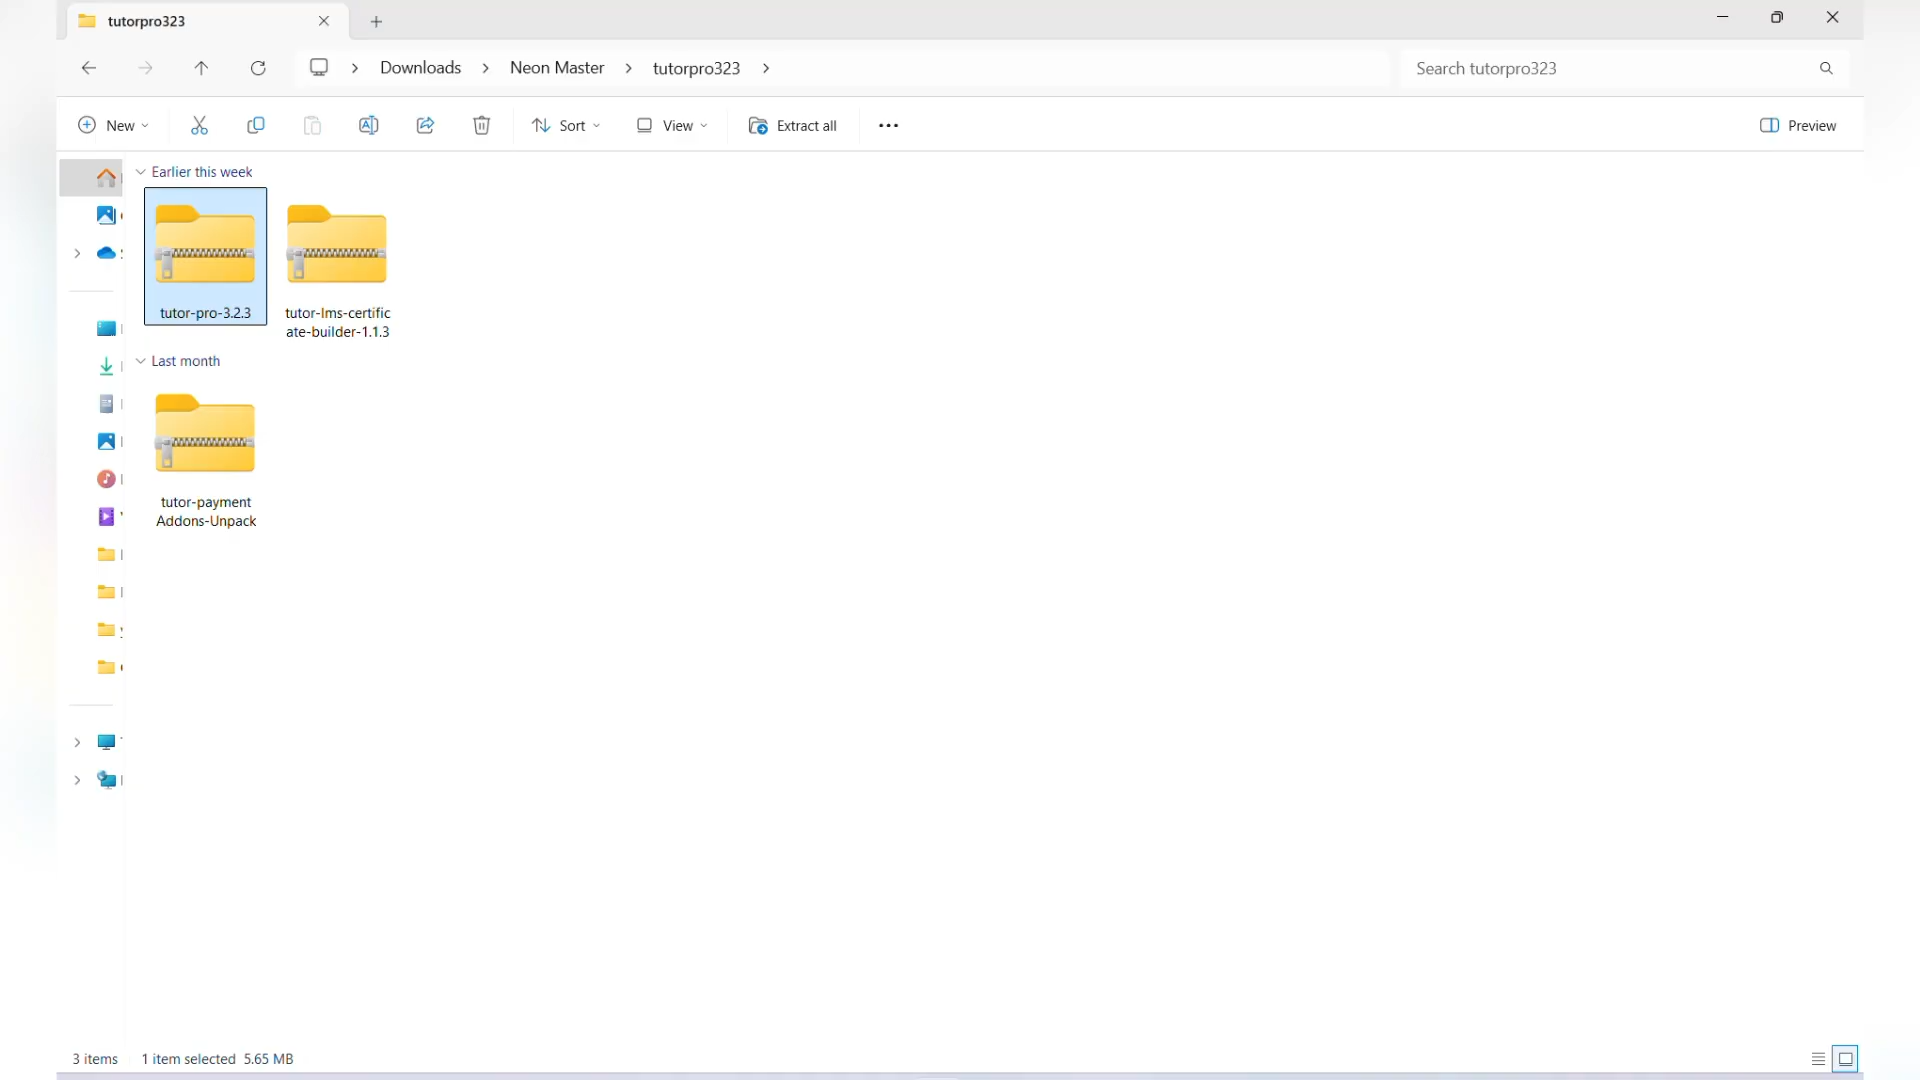 tutorpro323
Downloads > Neon Master > tutorpro323 >
Search tutorpro323
New
Sort
View
Extract all
Preview
Earlier this week
tutor-pro-3.2.3
tutor-lms-certific
ate-builder-1.1.3
Last month
tutor-payment
Addons-Unpack
3 items 1 item selected 5.65 MB